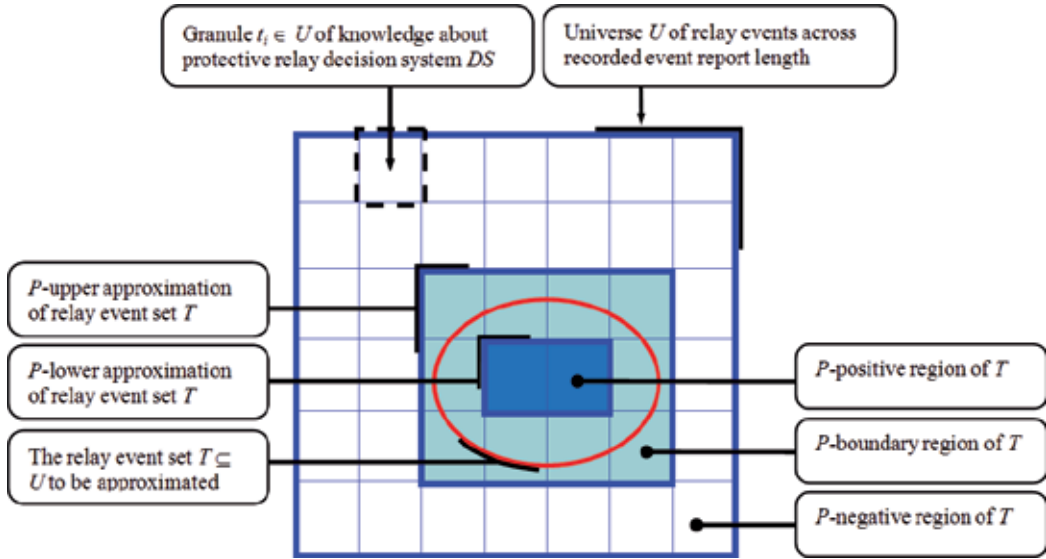 Granule tᵢ ∈ U of knowledge about
protective relay decision system DS
Universe U of relay events across
recorded event report length
P-upper approximation
of relay event set T
P-lower approximation
of relay event set T
The relay event set T ⊆
U to be approximated
P-positive region of T
P-boundary region of T
P-negative region of T